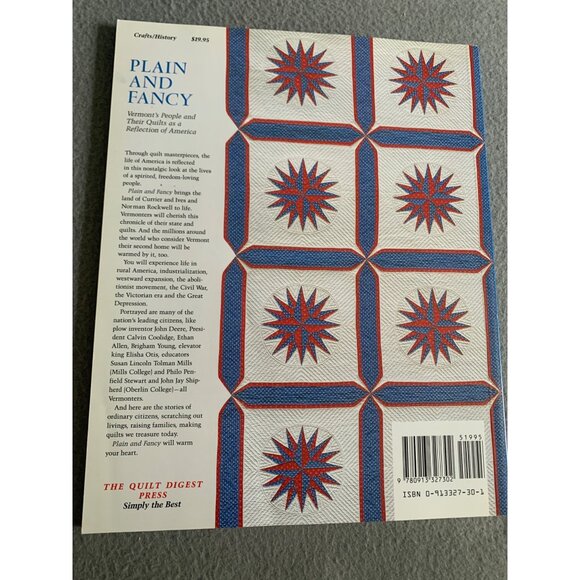 Crafts/History $19.95
PLAIN
AND
FANCY
Vermont's People and
Their Quilts as a
Reflection of America
Through quilt masterpieces, the
life of America is reflected
in this nostalgic look at the lives
of a spirited, freedom-loving
people.
Plain and Fancy brings the
land of Currier and Ives and
Norman Rockwell to life.
Vermonters will cherish this
chronicle of their state and
quilts. And the millions around
the world who consider Vermont
their second home will be
warmed by it, too.
You will experience life in
rural America, industrialization,
westward expansion, the aboli-
tionist movement, the Civil War,
the Victorian era and the Great
Depression.
Portrayed are many of the
nation's leading citizens, like
plow inventor John Deere, Presi-
dent Calvin Coolidge, Ethan
Allen, Brigham Young, elevator
king Elisha Otis, educators
Susan Lincoln Tolman Mills
(Mills College) and Philo Pen-
field Stewart and John Jay Ship-
herd (Oberlin College)—all
Vermonters.
And here are the stories of
ordinary citizens, scratching out
livings, raising families, making
quilts we treasure today.
Plain and Fancy will warm
your heart.
THE QUILT DIGEST
PRESS
Simply the Best
51995
9 780913 327302
ISBN 0-913327-30-1